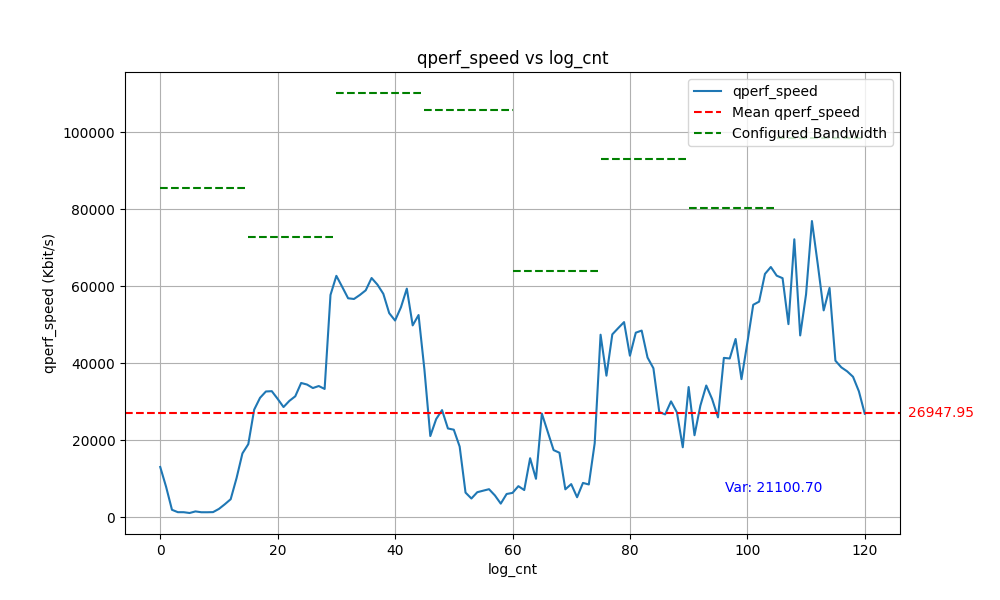 qperf_speed vs log_cnt
qperf_speed
Mean qperf_speed
Configured Bandwidth
qperf_speed (Kbit/s)
100000
80000
60000
40000
20000
0
26947.95
Var: 21100.70
0 20 40 60 80 100 120
log_cnt